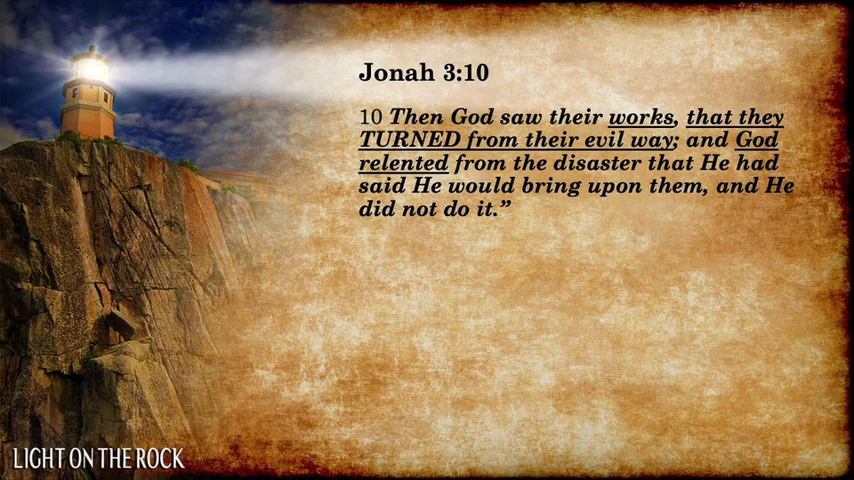 Jonah 3:10
10 Then God saw their works, that they
TURNED from their evil way; and God
relented from the disaster that He had
said He would bring upon them, and He
did not do it.”
LIGHT ON THE ROCK